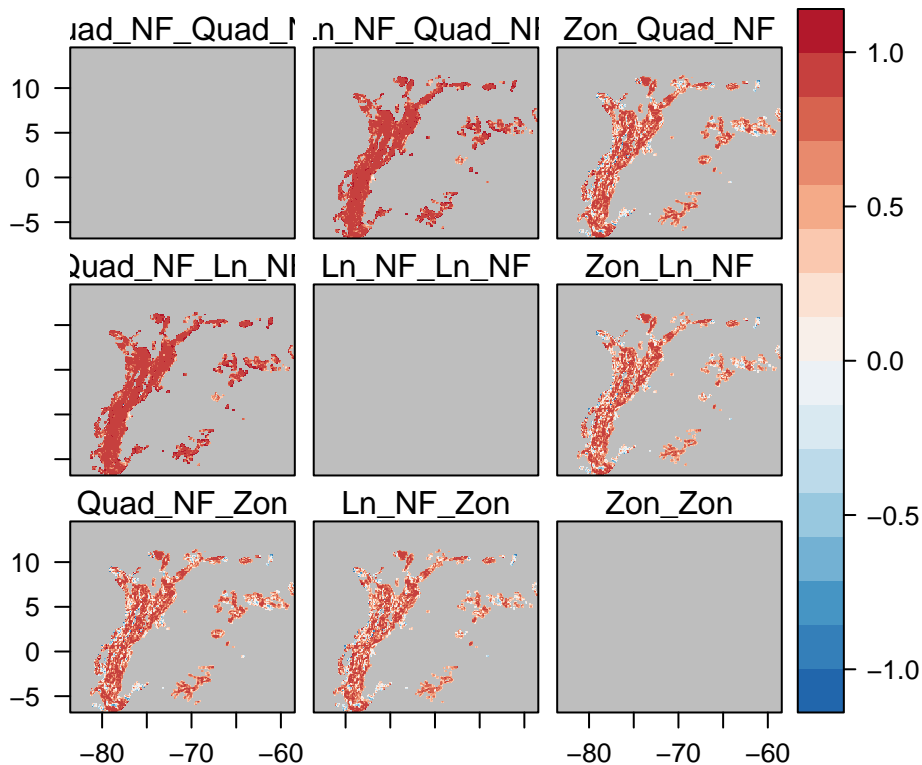 uad_NF_Quad_N
Ln_NF_Quad_NF
Zon_Quad_NF
10
5
0
−5
Quad_NF_Ln_NF
Ln_NF_Ln_NF
Zon_Ln_NF
Quad_NF_Zon
Ln_NF_Zon
Zon_Zon
10
5
0
−5
−80
−70
−60
−80
−70
−60
1.0
0.5
0.0
−0.5
−1.0